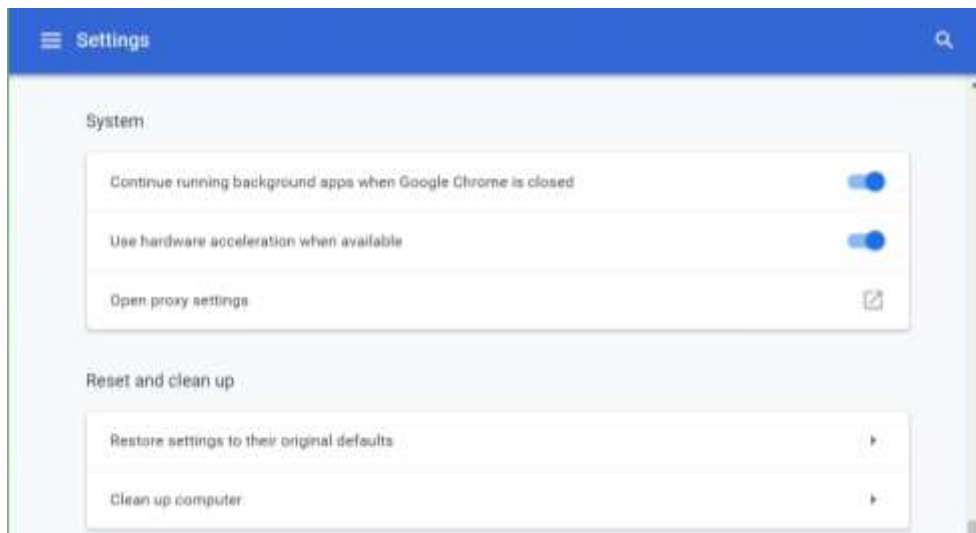 Settings
System
Continue running background apps when Google Chrome is closed
Use hardware acceleration when available
Open proxy settings
Reset and clean up
Restore settings to their original defaults
Clean up computer